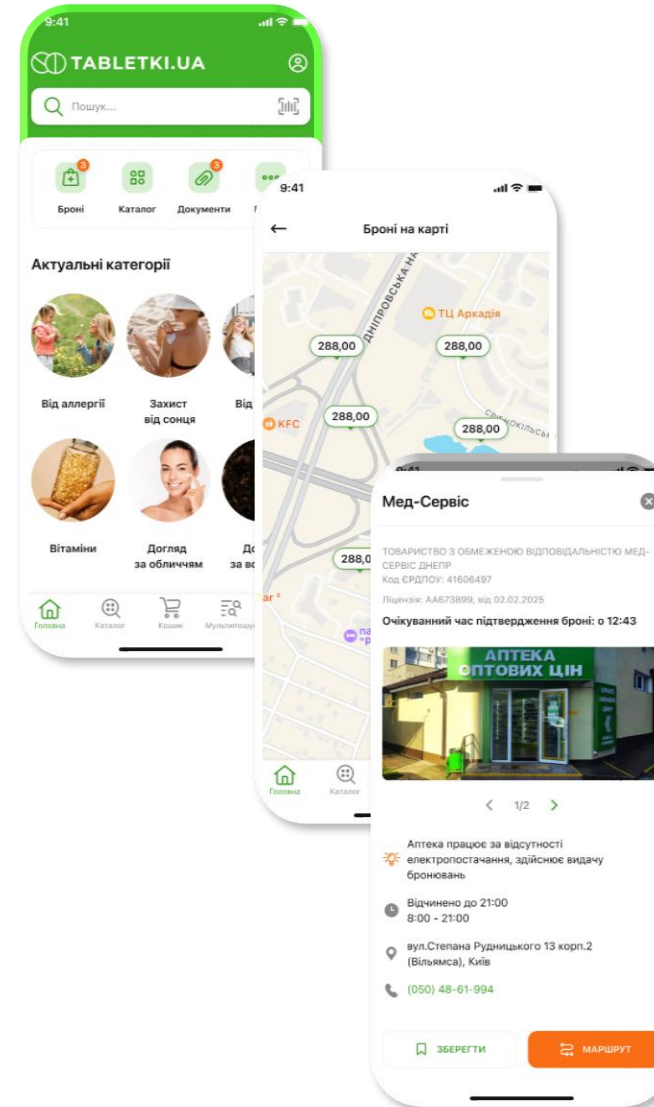 9:41
TABLETKI.UA
Пошук...
3
3
Броні
Каталог
Документи
Актуальні категорії
Від аллергії
Захист
від сонця
Від
Вітаміни
Догляд
за обличчям
Головна
Каталог
Кошик
9:41
Броні на карті
ДНІПРОВСЬКА
ТЦ Аркадія
288,00
288,00
288,00
288,00
KFC
Головна
Каталог
9:41
Мед-Сервіс
ТОВАРИСТВО З ОБМЕЖЕНОЮ ВІДПОВІДАЛЬНІСТЮ МЕД-
СЕРВІС ДНЕПР
Код ЄРДПОУ: 41606497
Ліцензія: АА673899, від 02.02.2025
Очікуванний час підтвердження броні: о 12:43
АПТЕКА
ОПТОВИХ ЦІН
1/2
Аптека працює за відсутності
електропостачання, здійснює видачу
бронювань
Відчинено до 21:00
8:00 - 21:00
вул.Степана Рудницького 13 корп.2
(Вільямса), Київ
(050) 48-61-994
ЗБЕРЕГТИ
МАРШРУТ